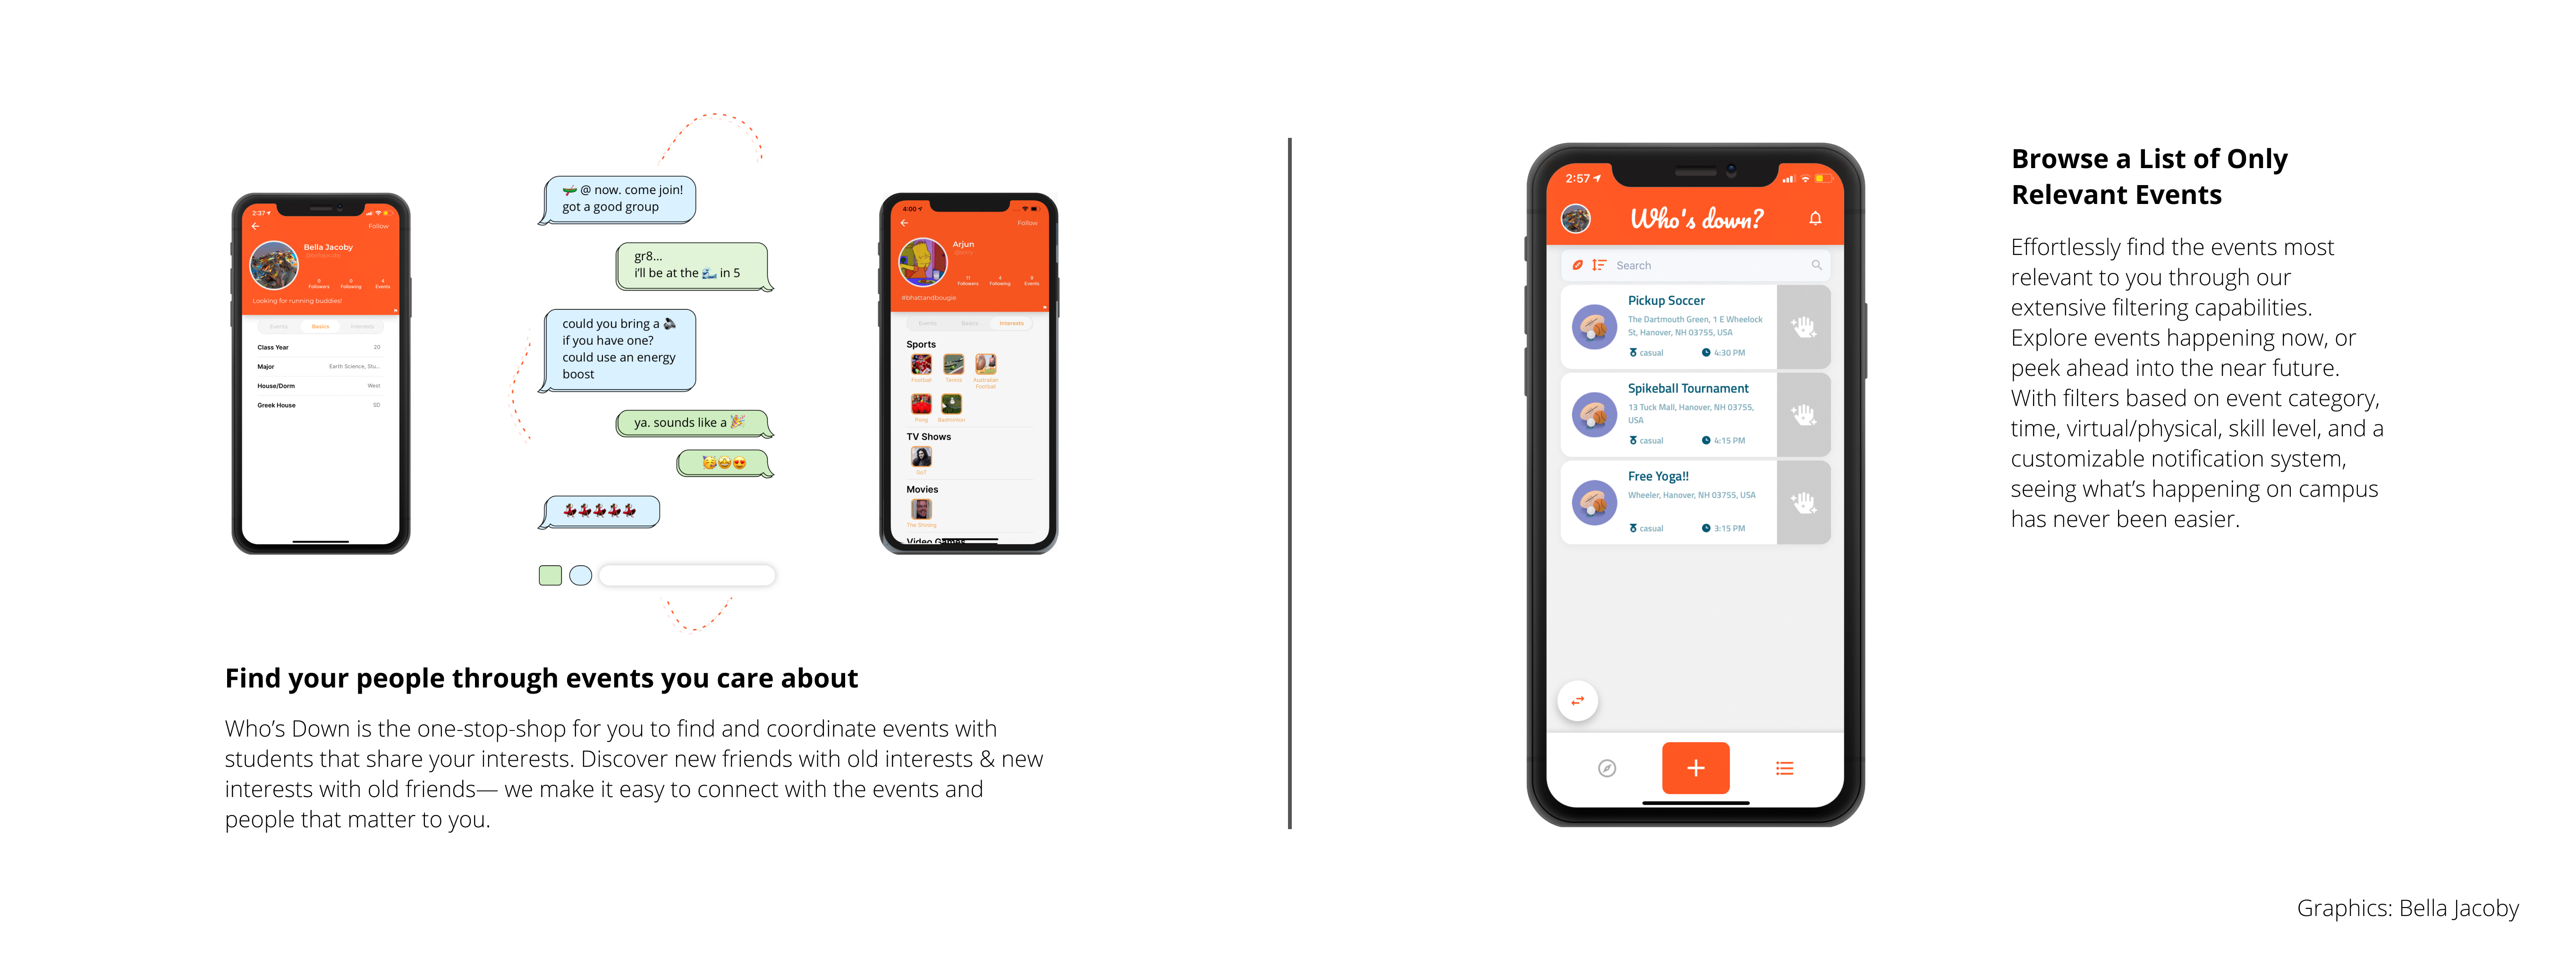 2:37
Follow
Bella Jacoby
0
0
4
Followers
Following
Events
Looking for running buddies!
Events
Basics
Interests
Class Year
20
Major
Earth Science, Stu...
House/Dorm
West
Greek House
SD
@ now. come join!
got a good group
gr8...
i'll be at the in 5
could you bring a
if you have one?
could use an energy
boost
ya. sounds like a
4:00
Follow
Arjun
11
4
9
Followers
Following
Events
#bhattandbougie
Events
Basics
Interests
Sports
Football
Tennis
Australian
Football
Pong
Badminton
TV Shows
Movies
The Shining
Video Games
Find your people through events you care about
Who's Down is the one-stop-shop for you to find and coordinate events with
students that share your interests. Discover new friends with old interests & new
interests with old friends— we make it easy to connect with the events and
people that matter to you.
2:57
Who's down?
Search
Pickup Soccer
The Dartmouth Green, 1 E Wheelock
St, Hanover, NH 03755, USA
casual
4:30 PM
Spikeball Tournament
13 Tuck Mall, Hanover, NH 03755,
USA
casual
4:15 PM
Free Yoga!!
Wheeler, Hanover, NH 03755, USA
casual
3:15 PM
Browse a List of Only
Relevant Events
Effortlessly find the events most
relevant to you through our
extensive filtering capabilities.
Explore events happening now, or
peek ahead into the near future.
With filters based on event category,
time, virtual/physical, skill level, and a
customizable notification system,
seeing what's happening on campus
has never been easier.
Graphics: Bella Jacoby